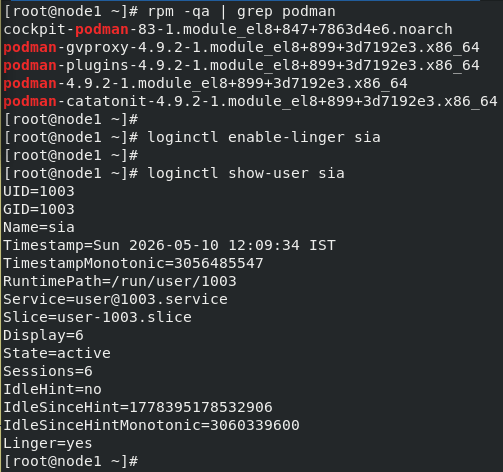 [root@node1 ~]# rpm -qa | grep podman
cockpit-podman-83-1.module_el8+847+7863d4e6.noarch
podman-gvproxy-4.9.2-1.module_el8+899+3d7192e3.x86_64
podman-plugins-4.9.2-1.module_el8+899+3d7192e3.x86_64
podman-4.9.2-1.module_el8+899+3d7192e3.x86_64
podman-catatonit-4.9.2-1.module_el8+899+3d7192e3.x86_64
[root@node1 ~]#
[root@node1 ~]# loginctl enable-linger sia
[root@node1 ~]#
[root@node1 ~]# loginctl show-user sia
UID=1003
GID=1003
Name=sia
Timestamp=Sun 2026-05-10 12:09:34 IST
TimestampMonotonic=3056485547
RuntimePath=/run/user/1003
Service=user@1003.service
Slice=user-1003.slice
Display=6
State=active
Sessions=6
IdleHint=no
IdleSinceHint=1778395178532906
IdleSinceHintMonotonic=3060339600
Linger=yes
[root@node1 ~]#